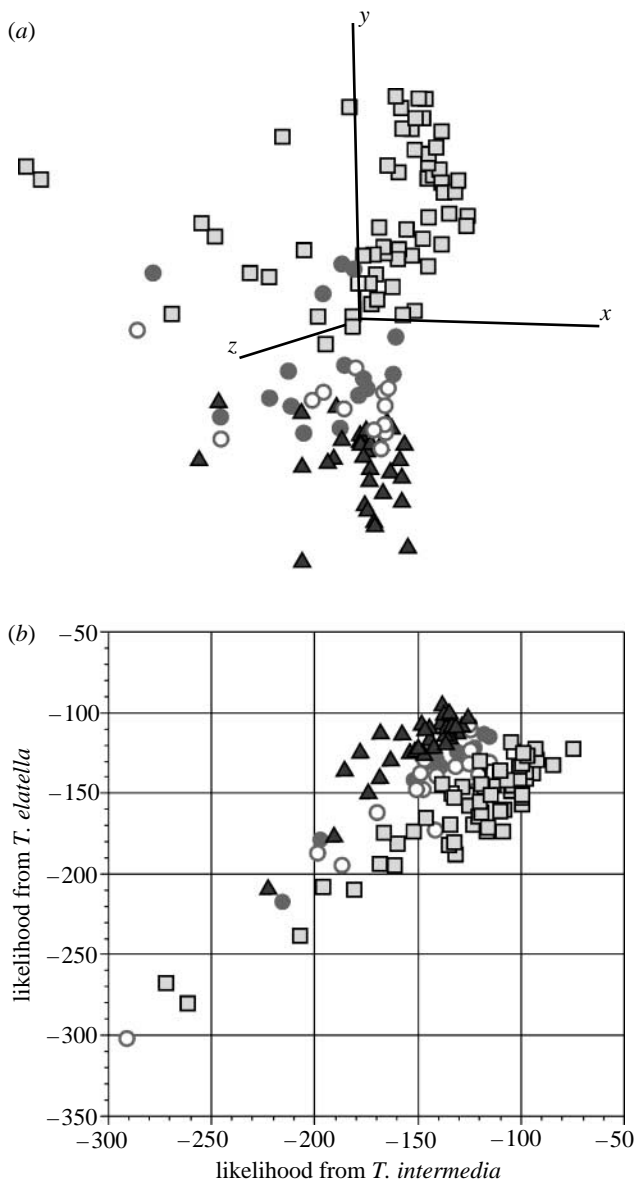 (a)
y
x
z
(b)
−50
−100
−150
−200
−250
−300
−350
likelihood from T. elatella
−300 −250 −200 −150 −100 −50
likelihood from T. intermedia